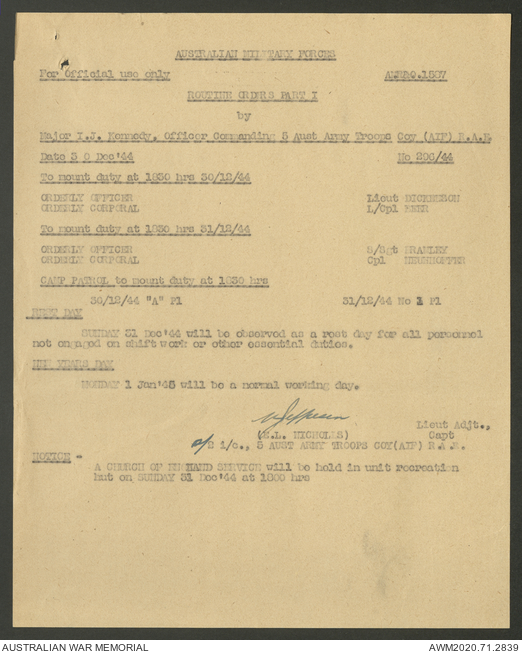 AUSTRALIAN MILITARY FORCES
For Official use only
ROUTINE ORDERS PART I
by
Major I.J. Kennedy, Officer Commanding 5 Aust Army Troops Coy (AIF) R.A.E.
Date 30 Dec'44 No 296/44
To mount duty at 1830 hrs 30/12/44
ORDERLY OFFICER Lieut
ORDERLY CORPORAL L/Cpl
To mount duty at 1830 hrs 31/12/44
ORDERLY OFFICER S/Sgt
ORDERLY CORPORAL Cpl
CAMP PATROL to mount duty at 1830 hrs
30/12/44 "A" Pl 31/12/44 No 1 Pl
REST DAY
SUNDAY 31 Dec'44 will be observed as a rest day for all personnel
not engaged on shift work or other essential duties.
NEW YEARS DAY
MONDAY 1 Jan'45 will be a normal working day.
Lieut Adjt.,
NICHOLLS) Capt
2 i/c., 5 AUST ARMY TROOPS COY(AIF) R.A.E.
NOTICE -
A CHURCH OF ENGLAND SERVICE will be held in unit recreation
hut on SUNDAY 31 Dec'44 at 1800 hrs
AUSTRALIAN WAR MEMORIAL AWM2020.71.2839